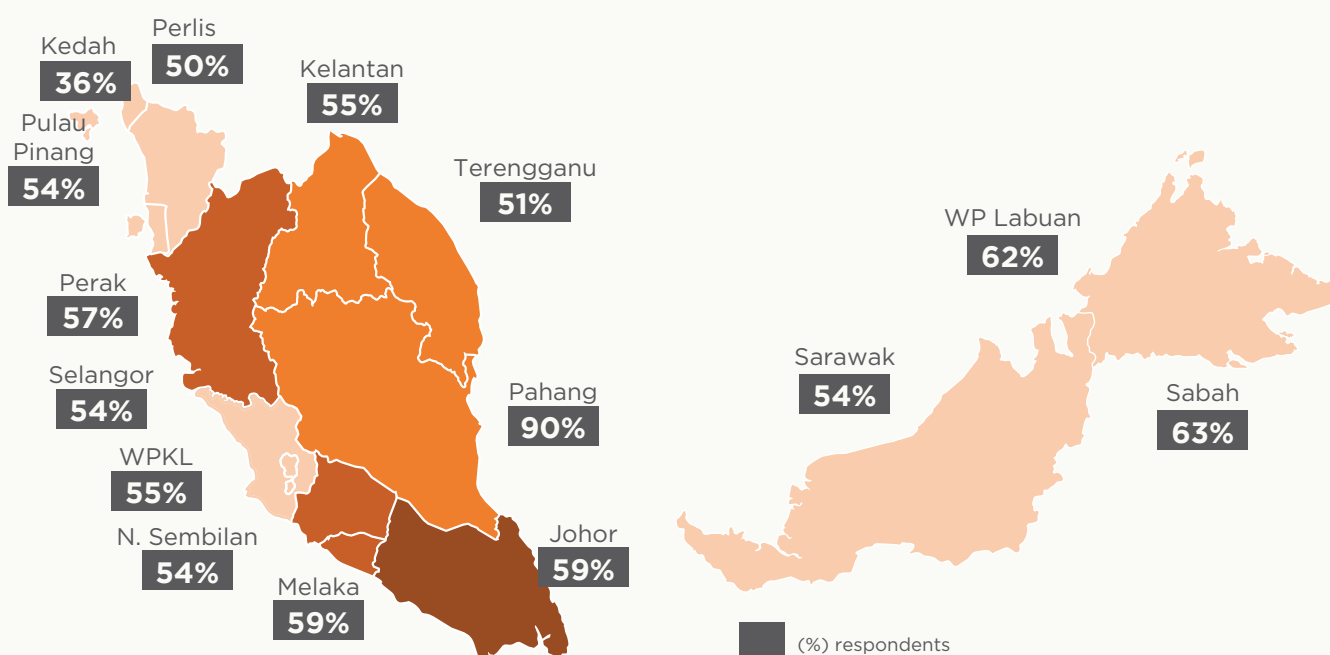 Perlis
50%
Kedah
36%
Kelantan
55%
Pulau
Pinang
54%
Terengganu
51%
WP Labuan
62%
Perak
57%
Sarawak
54%
Selangor
54%
Pahang
90%
Sabah
63%
WPKL
55%
N. Sembilan
54%
Johor
59%
Melaka
59%
(%) respondents